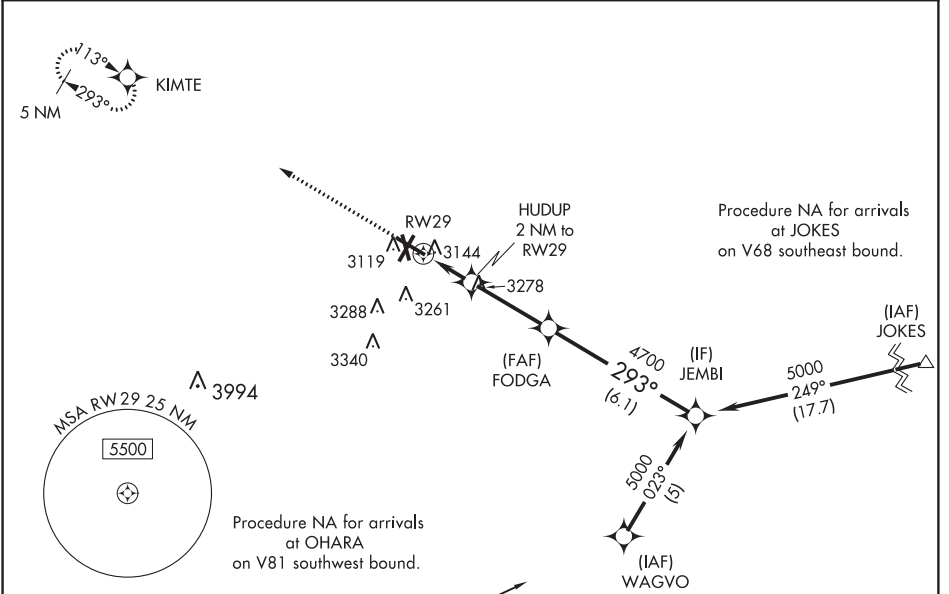 113°
KIMTE
293°
5 NM
RW29
HUDUP
2 NM to
RW29
Procedure NA for arrivals
at JOKES
on V68 southeast bound.
3119
3144
3278
3288
3261
3340
(FAF)
FODGA
4700
293°
(6.1)
(IF)
JEMBI
(IAF)
JOKES
5000
249°
(17.7)
3994
MSA RW29 25 NM
5500
5000
023°
(5)
Procedure NA for arrivals
at OHARA
on V81 southwest bound.
(IAF)
WAGVO